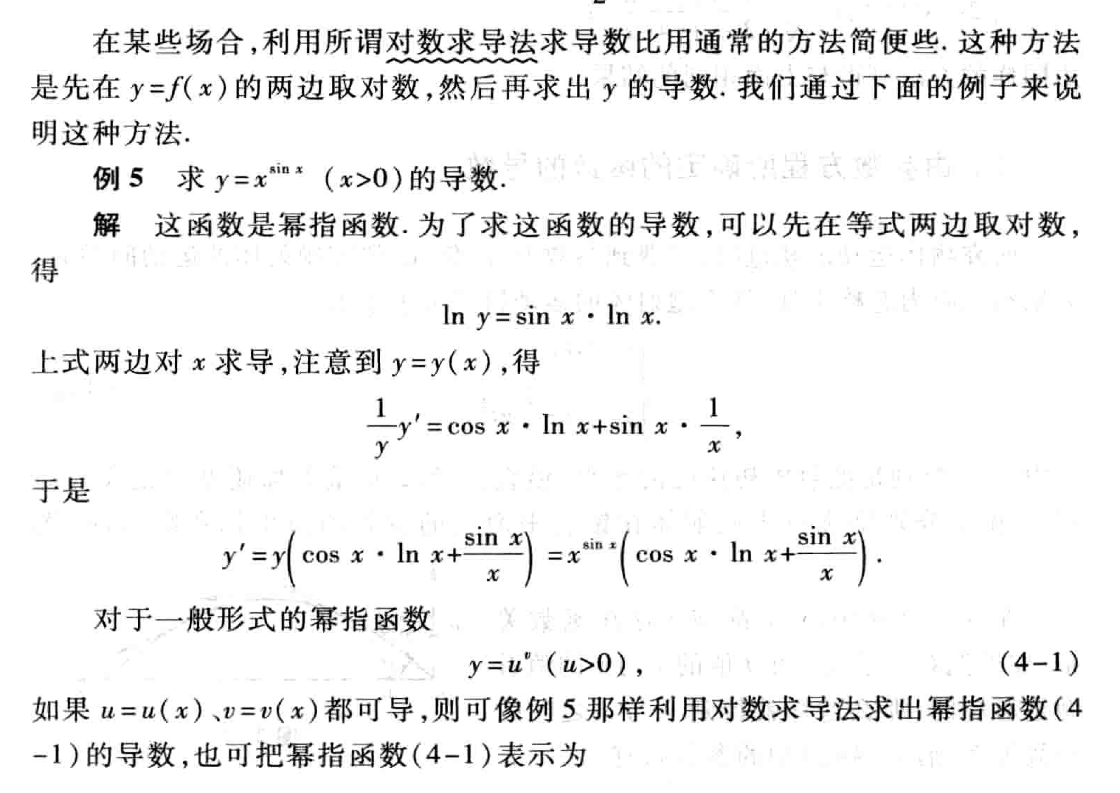 在某些场合,利用所谓对数求导法求导数比用通常的方法简便些. 这种方法
是先在 y=f(x)的两边取对数,然后再求出 y 的导数. 我们通过下面的例子来说
明这种方法.
例 5 求 y=x^{sin x} (x>0)的导数.
解 这函数是幂指函数. 为了求这函数的导数,可以先在等式两边取对数,
得
ln y=sin x·ln x.
上式两边对 x 求导,注意到 y=y(x),得
\frac{1}{y}y'=cos x·ln x+sin x·\frac{1}{x},
于是
y'=y(cos x·ln x+\frac{sin x}{x})=x^{sin x}(cos x·ln x+\frac{sin x}{x}).
对于一般形式的幂指函数
y=u^v (u>0), (4-1)
如果 u=u(x)、v=v(x)都可导,则可像例 5 那样利用对数求导法求出幂指函数(4
-1)的导数,也可把幂指函数(4-1)表示为